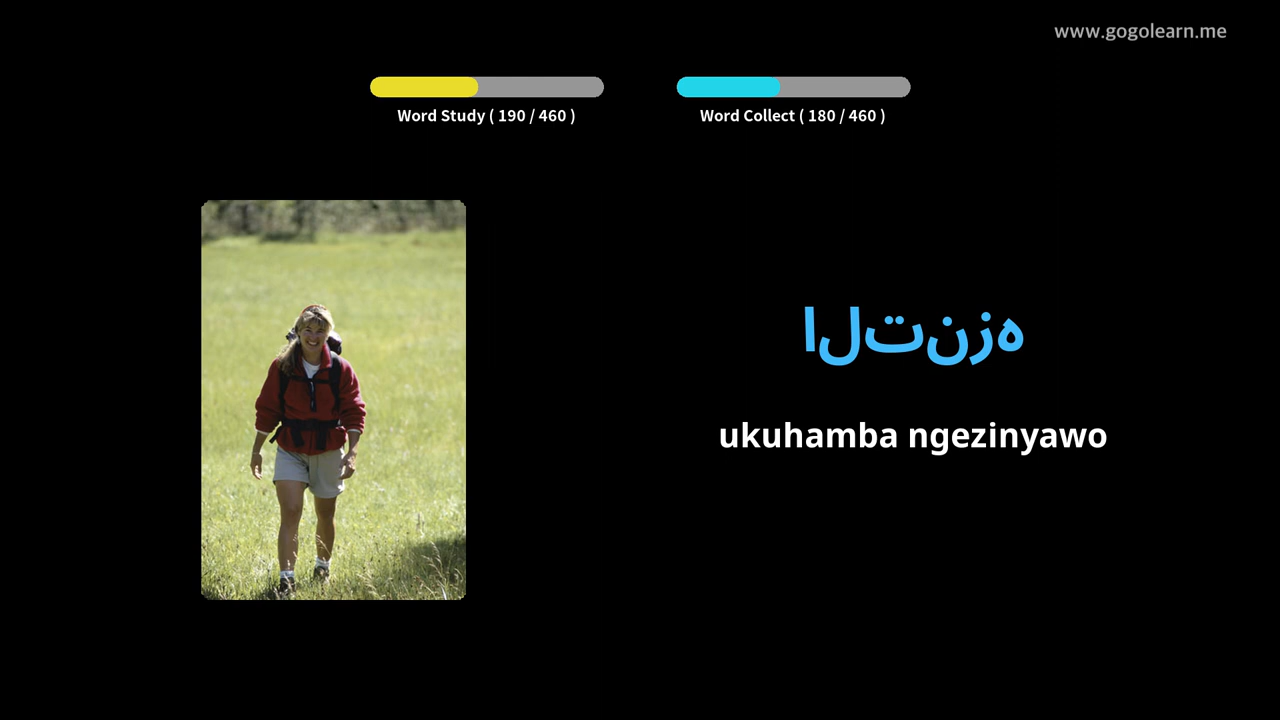 www.gogolearn.me
Word Study ( 190 / 460 )
Word Collect ( 180 / 460 )
التنزه
ukuhamba ngezinyawo